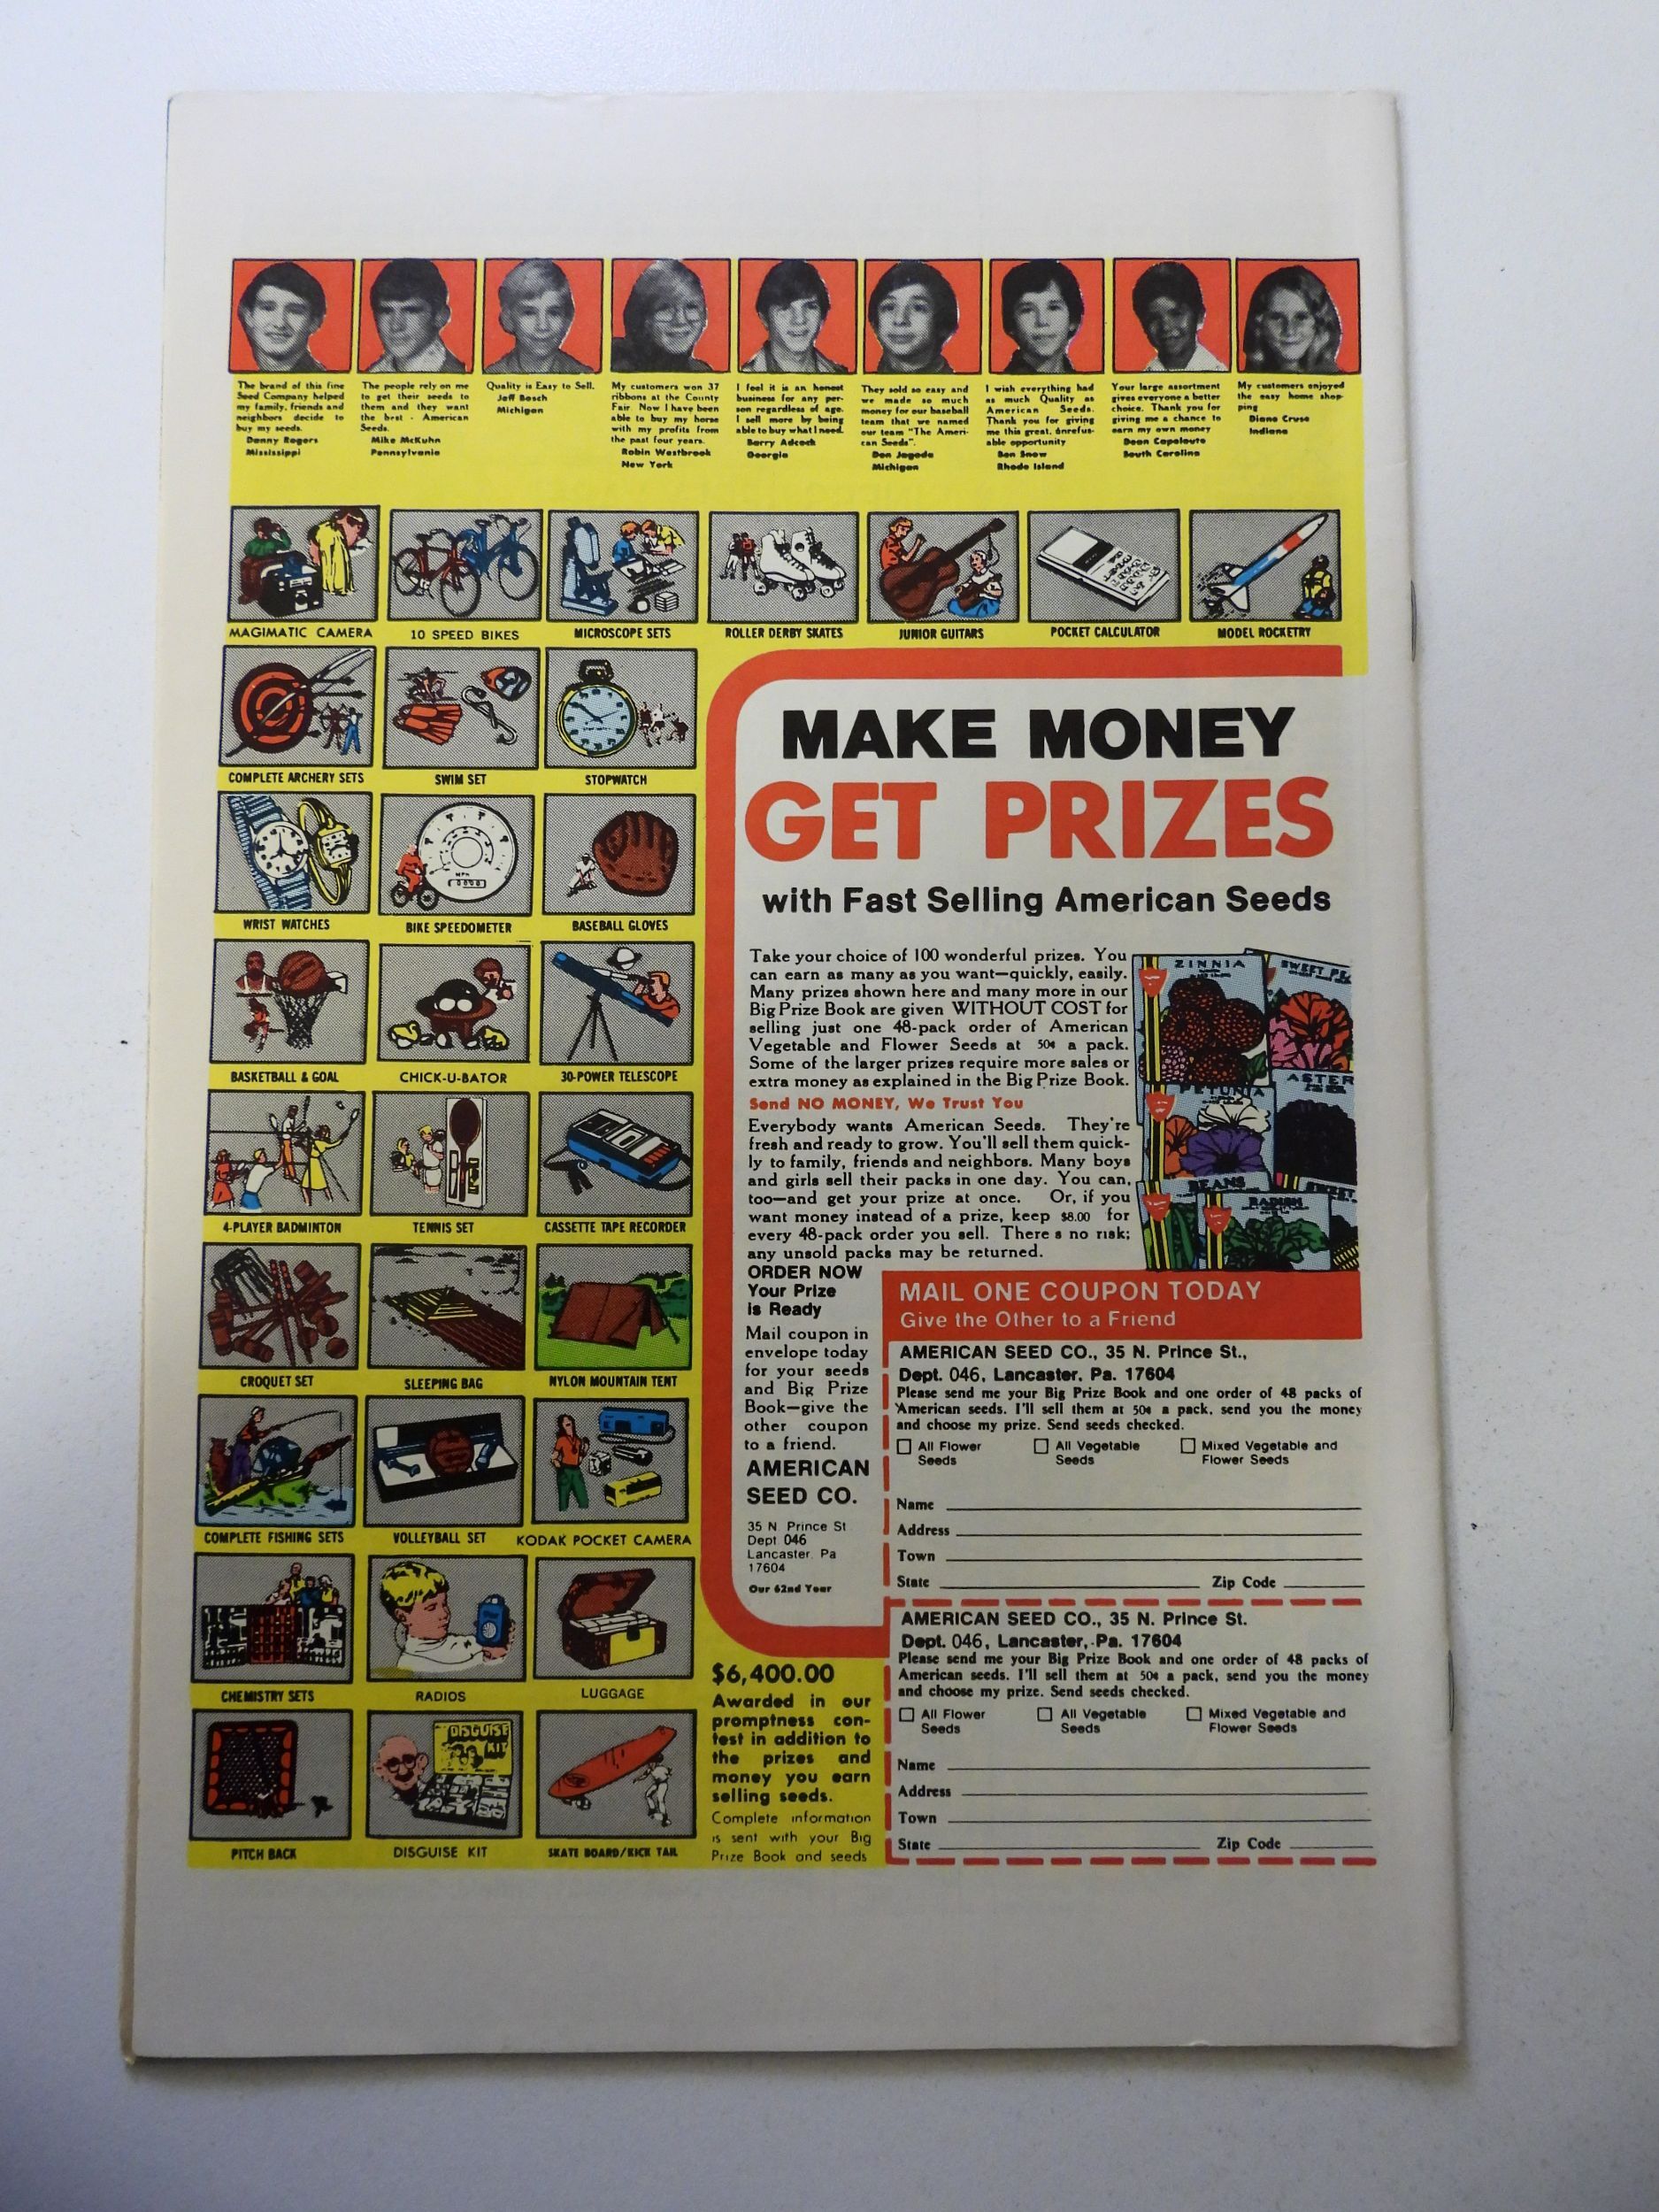 The brand of this fine
Seed Company helped
my family, friends and
neighbors decide to
buy my seeds.
Danny Rogers
Mississippi
The people rely on me
to get their seeds to
them and they want
the best - American
Seeds.
Mike McKuhn
Pennsylvania
Quality is Easy to Sell.
Jeff Bosch
Michigan
My customers won 37
ribbons at the County
Fair. Now I have been
able to buy my horse
with my profits from
the past four years.
Robin Westbrook
New York
I feel it is an honest
business for any per-
son regardless of age.
I sell more by being
able to buy what I need.
Barry Adcock
Georgia
They sold so easy and
we made so much
money for our baseball
team that we named
our team "The Ameri-
can Seeds".
Don Jagoda
Michigan
I wish everything had
as much Quality as
American Seeds.
Thank you for giving
me this great, unrefus-
able opportunity
Ben Snow
Rhode Island
Your large assortment
gives everyone a better
choice. Thank you for
giving me a chance to
earn my own money
Dean Capeloute
South Carolina
My customers enjoyed
the easy home shop-
ping
Diane Cruse
Indiana
MAGIMATIC CAMERA
10 SPEED BIKES
MICROSCOPE SETS
ROLLER DERBY SKATES
JUNIOR GUITARS
POCKET CALCULATOR
MODEL ROCKETRY
COMPLETE ARCHERY SETS
SWIM SET
STOPWATCH
MPH
WRIST WATCHES
BIKE SPEEDOMETER
BASEBALL GLOVES
BASKETBALL & GOAL
CHICK-U-BATOR
30-POWER TELESCOPE
4-PLAYER BADMINTON
TENNIS SET
CASSETTE TAPE RECORDER
CROQUET SET
SLEEPING BAG
NYLON MOUNTAIN TENT
COMPLETE FISHING SETS
VOLLEYBALL SET
KODAK POCKET CAMERA
CHEMISTRY SETS
RADIOS
LUGGAGE
DISGUISE
KIT
PITCH BACK
DISGUISE KIT
SKATE BOARD/KICK TAIL
MAKE MONEY
GET PRIZES
with Fast Selling American Seeds
Take your choice of 100 wonderful prizes. You
can earn as many as you want—quickly, easily.
Many prizes shown here and many more in our
Big Prize Book are given WITHOUT COST for
selling just one 48-pack order of American
Vegetable and Flower Seeds at 50¢ a pack.
Some of the larger prizes require more sales or
extra money as explained in the Big Prize Book.
Send NO MONEY, We Trust You
Everybody wants American Seeds. They're
fresh and ready to grow. You'll sell them quick-
ly to family, friends and neighbors. Many boys
and girls sell their packs in one day. You can,
too—and get your prize at once. Or, if you
want money instead of a prize, keep $8.00 for
every 48-pack order you sell. There s no risk;
any unsold packs may be returned.
ZINNIA
SWEET PE
PETUNIA
ASTER
BEANS
RADISH
SWEET
ORDER NOW
Your Prize
is Ready
Mail coupon in
envelope today
for your seeds
and Big Prize
Book—give the
other coupon
to a friend.
AMERICAN
SEED CO.
35 N. Prince St
Dept 046
Lancaster, Pa
17604
Our 62nd Year
$6,400.00
Awarded in our
promptness con-
test in addition to
the prizes and
money you earn
selling seeds.
Complete information
is sent with your Big
Prize Book and seeds
MAIL ONE COUPON TODAY
Give the Other to a Friend
AMERICAN SEED CO., 35 N. Prince St.,
Dept. 046, Lancaster, Pa. 17604
Please send me your Big Prize Book and one order of 48 packs of
American seeds. I'll sell them at 50¢ a pack, send you the money
and choose my prize. Send seeds checked.
All Flower Seeds
All Vegetable Seeds
Mixed Vegetable and Flower Seeds
Name
Address
Town
State Zip Code
AMERICAN SEED CO., 35 N. Prince St.
Dept. 046, Lancaster, Pa. 17604
Please send me your Big Prize Book and one order of 48 packs of
American seeds. I'll sell them at 50¢ a pack, send you the money
and choose my prize. Send seeds checked.
All Flower Seeds
All Vegetable Seeds
Mixed Vegetable and Flower Seeds
Name
Address
Town
State Zip Code